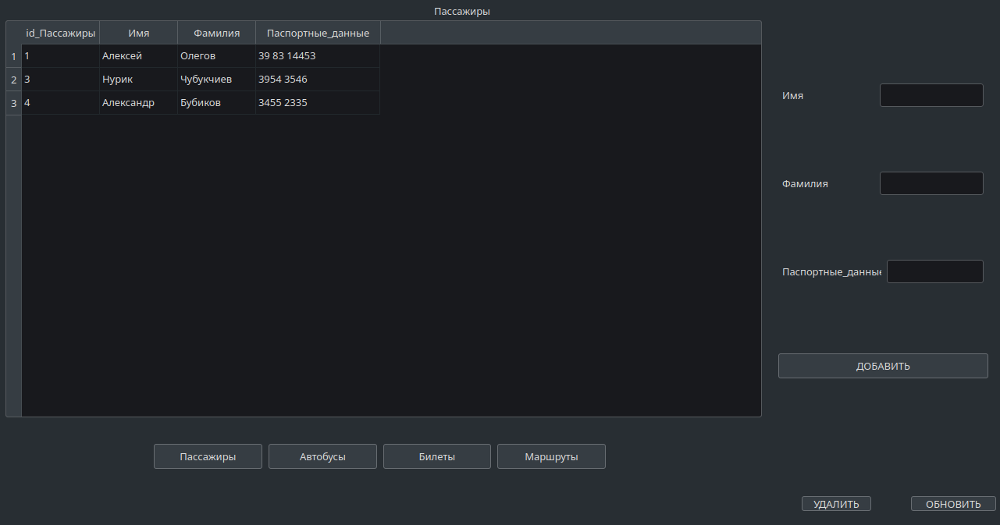 Пассажиры
id_Пассажиры Имя Фамилия Паспортные_данные
1 1 Алексей Олегов 39 83 14453
2 3 Нурик Чубукчиев 3954 3546
3 4 Александр Бубиков 3455 2335
Имя
Фамилия
Паспортные_данные
ДОБАВИТЬ
Пассажиры Автобусы Билеты Маршруты
УДАЛИТЬ ОБНОВИТЬ